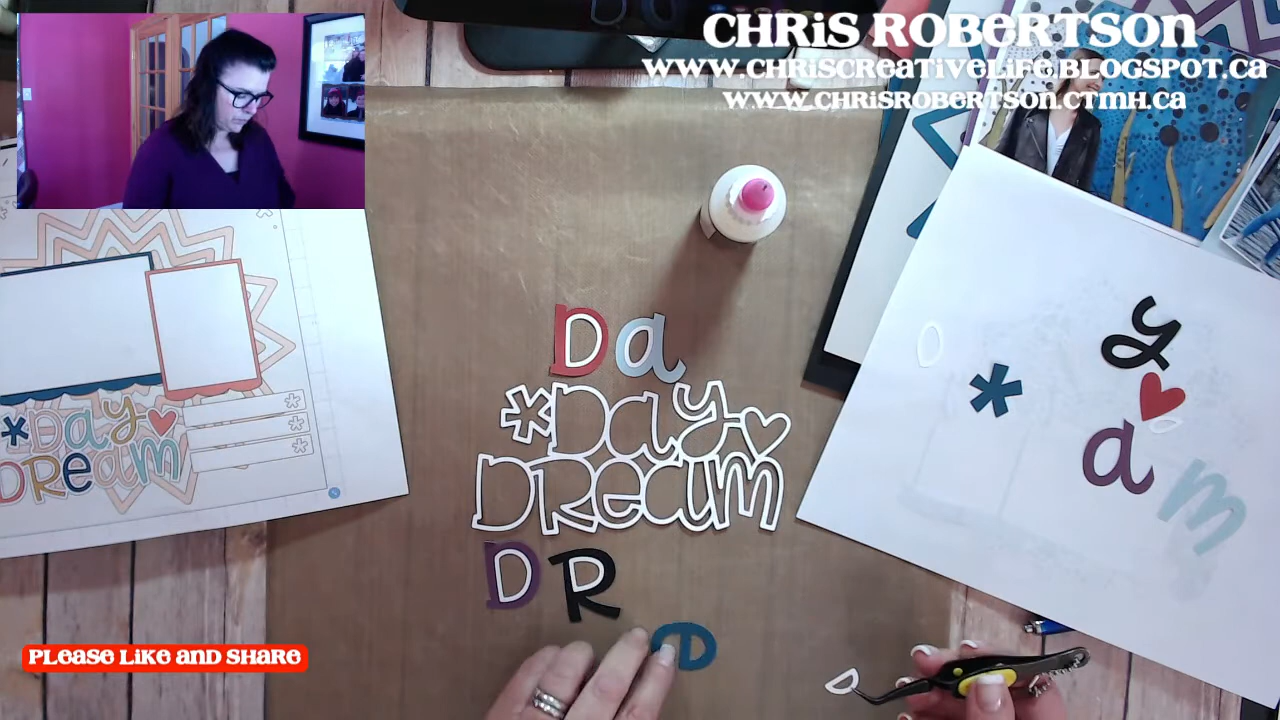 CHRIS ROBERTSON
www.chriscreativelife.blogspot.ca
www.chrisrobertson.ctmh.ca
Da
*Day
Dream
y
a
m
*Day
Dream
D R
e
Please Like and Share